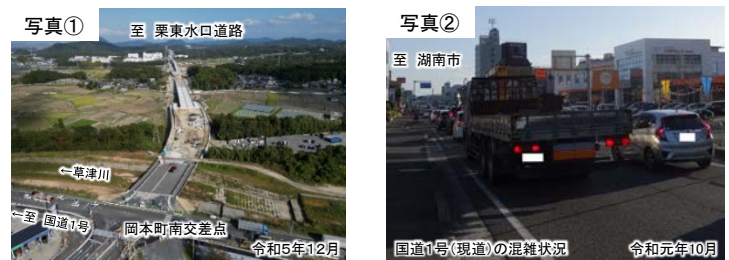 写真①
至 栗東水口道路
←草津川
←至 国道1号
岡本町南交差点
令和5年12月
写真②
至 湖南市
国道1号(現道)の混雑状況
令和元年10月